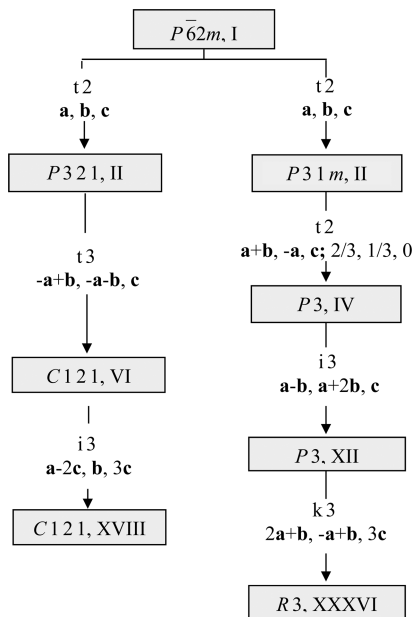 P6̅2m, I
t2
a, b, c
P321, II
t3
-a+b, -a-b, c
C121, VI
i3
a-2c, b, 3c
C121, XVIII
t2
a, b, c
P31m, II
t2
a+b, -a, c; 2/3, 1/3, 0
P3, IV
i3
a-b, a+2b, c
P3, XII
k3
2a+b, -a+b, 3c
R3, XXXVI